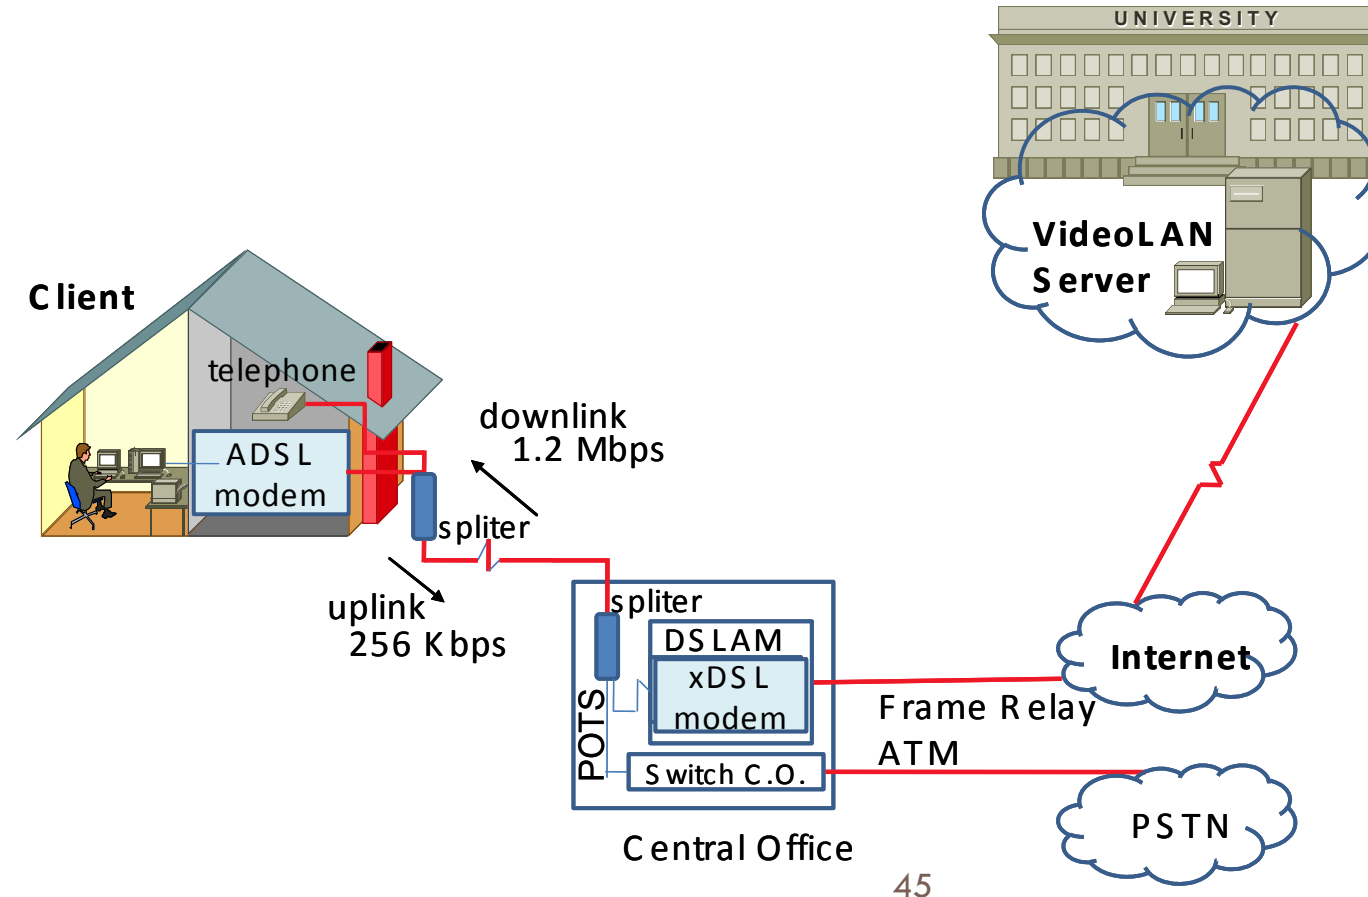 UNIVERSITY
VideoLAN
Server
Client
telephone
ADSL
modem
downlink
1.2 Mbps
spliter
uplink
256 Kbps
spliter
DSLAM
xDSL
modem
POTS
Switch C.O.
Central Office
Internet
Frame Relay
ATM
PSTN
45